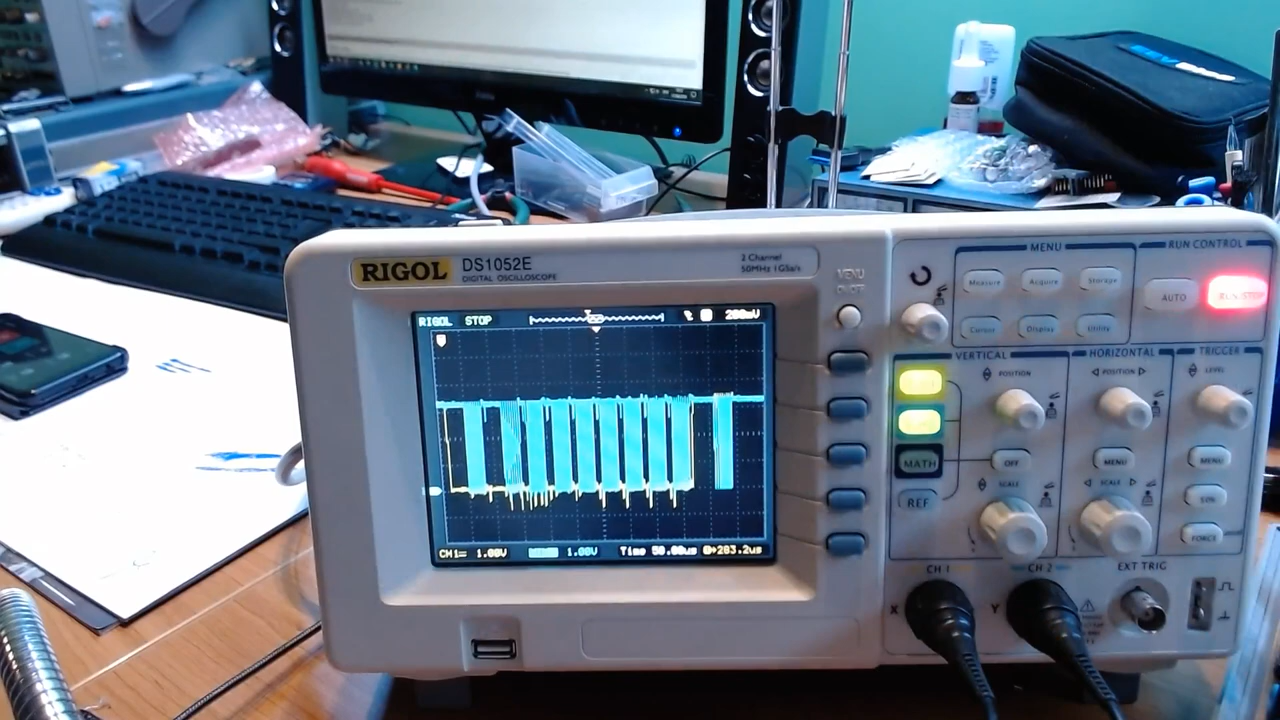 RIGOL DS1052E
DIGITAL OSCILLOSCOPE
2 Channel
50MHz 1GSa/s
MENU
ON/OFF
MENU
RUN CONTROL
Measure
Acquire
Storage
Cursor
Display
Utility
AUTO
RUN/STOP
RIGOL STOP
200mV
CH1= 1.00V
1.00V
Time 50.00us
+283.2us
VERTICAL
HORIZONTAL
TRIGGER
POSITION
POSITION
LEVEL
MATH
OFF
MENU
MENU
REF
SCALE
SCALE
50%
FORCE
CH 1
CH 2
EXT TRIG
X
Y